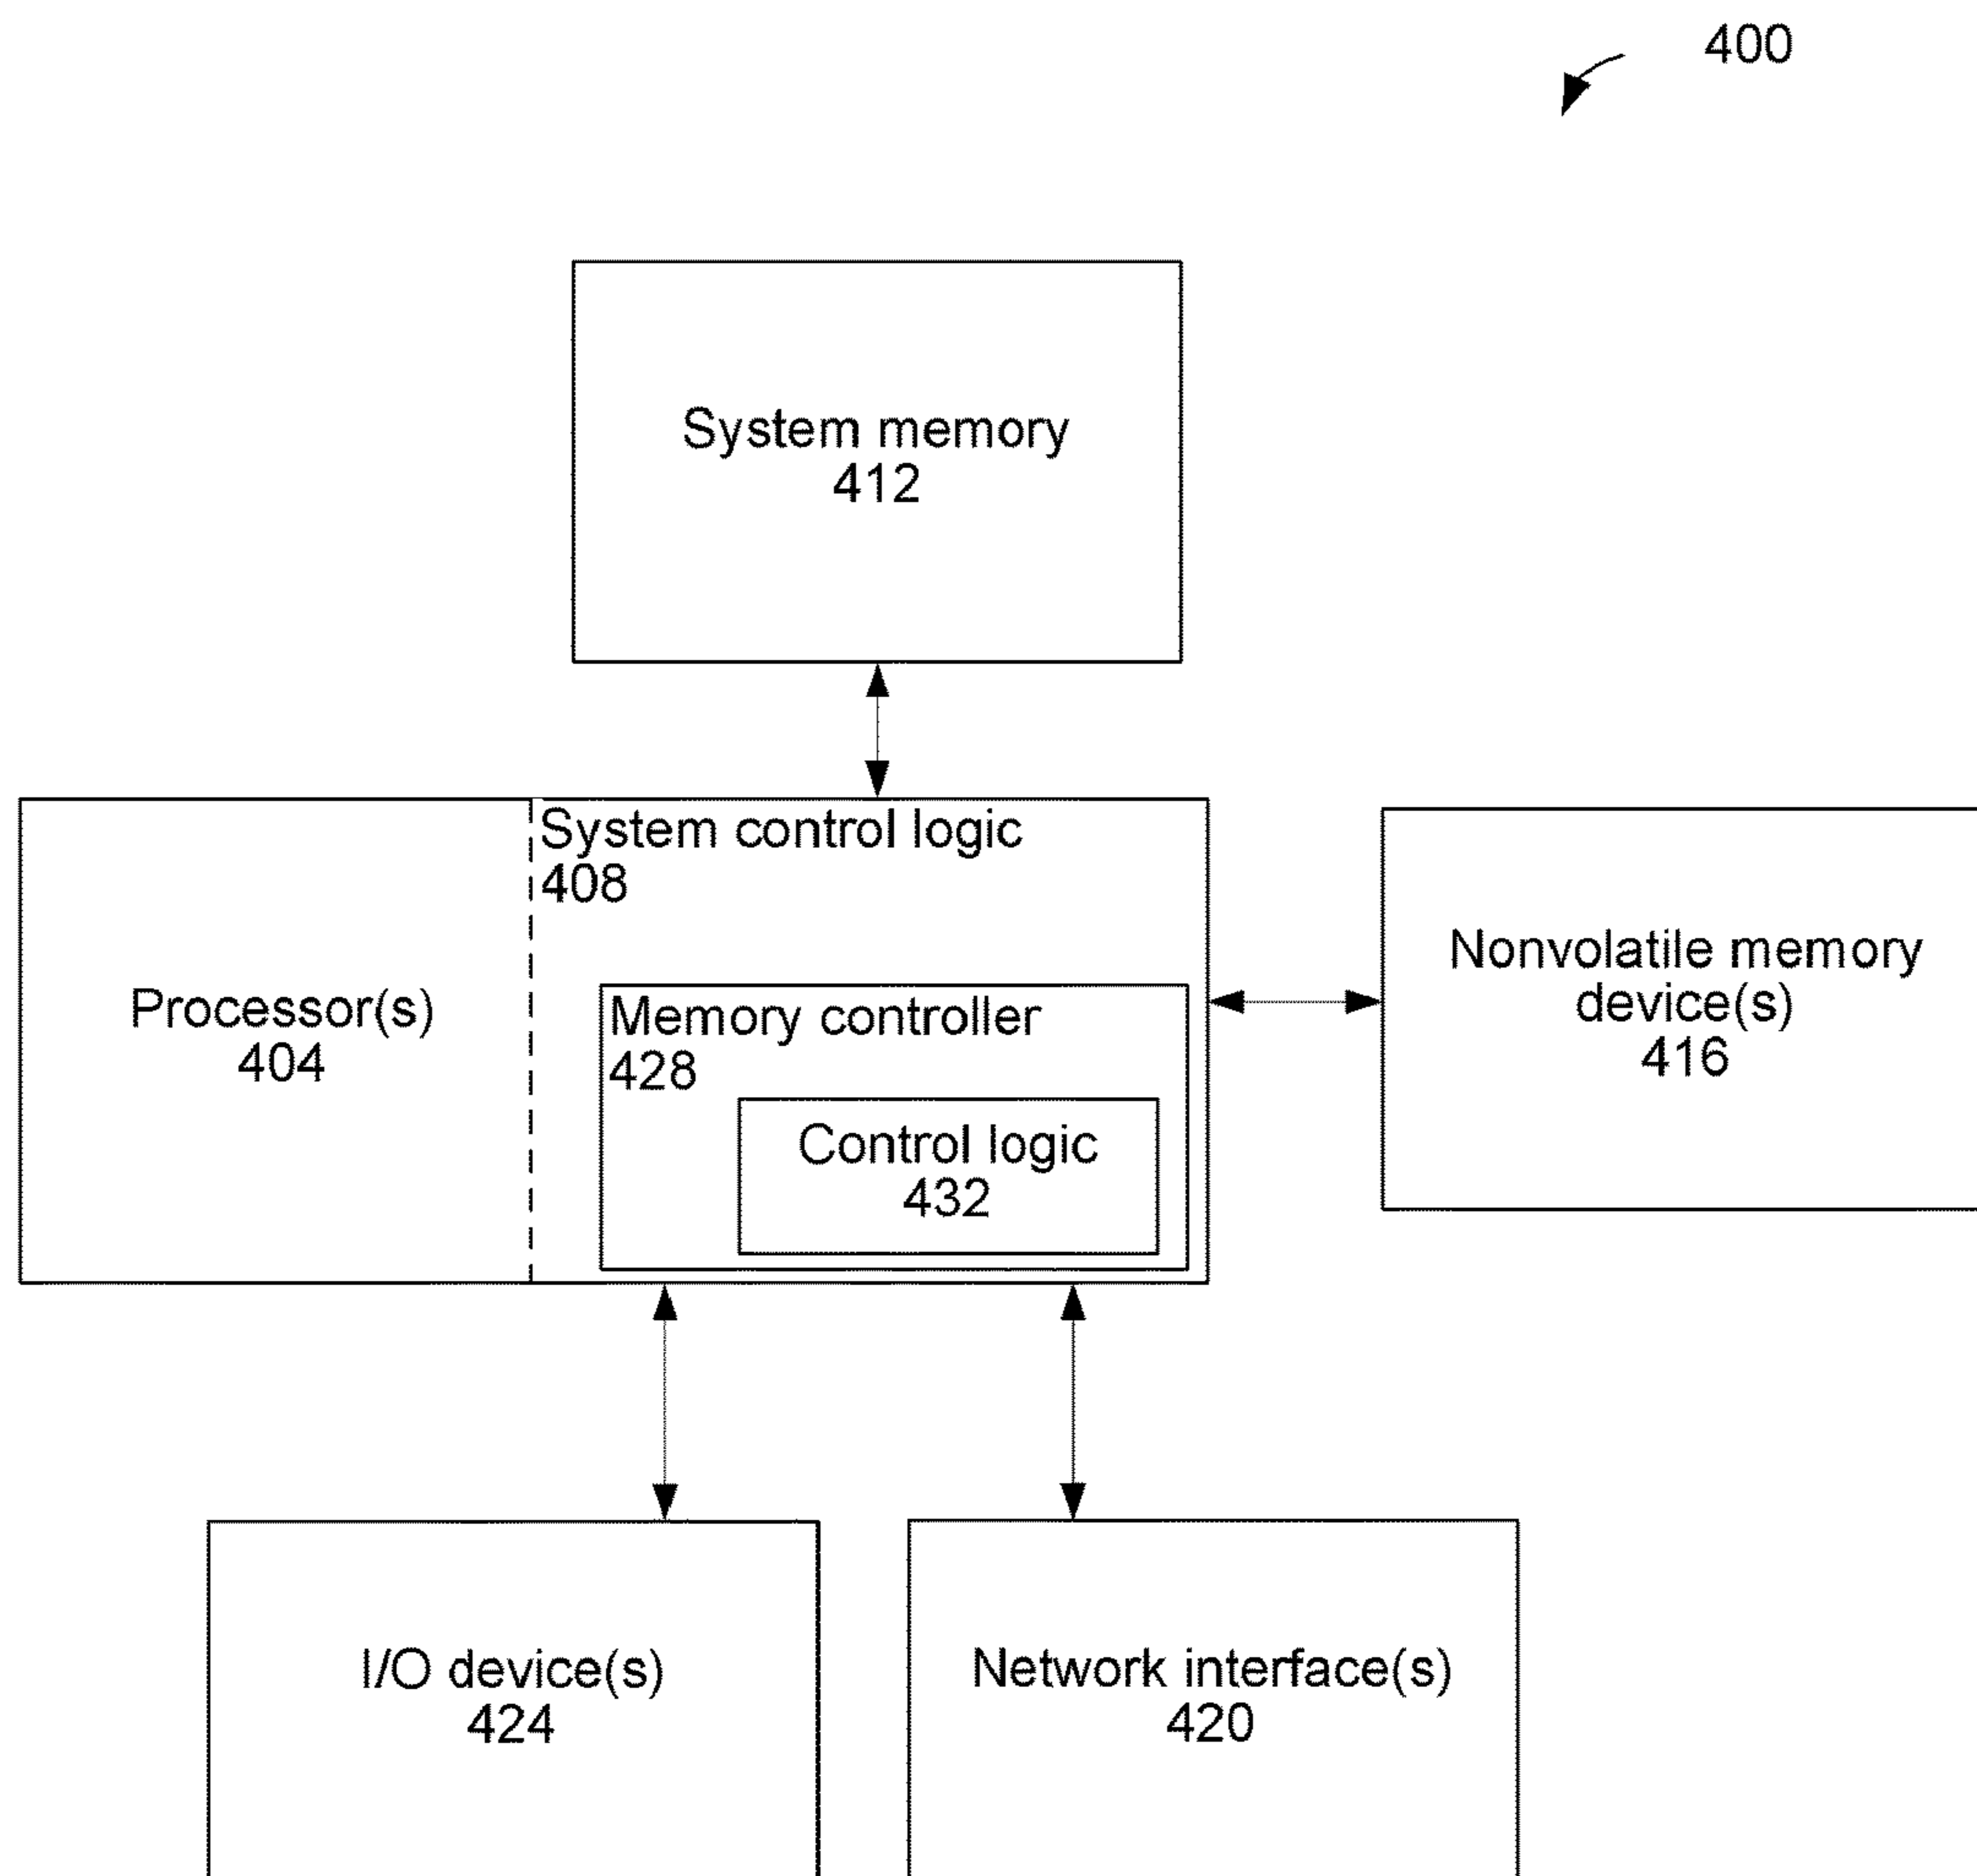 400
System memory
412
System control logic
408
Processor(s)
404
Memory controller
428
Control logic
432
Nonvolatile memory
device(s)
416
I/O device(s)
424
Network interface(s)
420